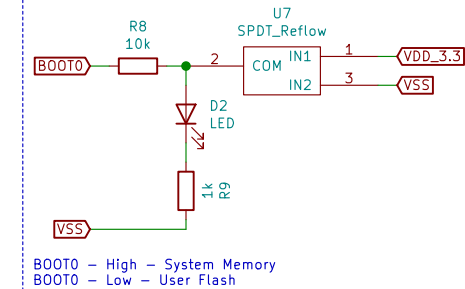 U7
SPDT_Reflow
R8
10k
BOOT0
2
COM
IN1
1
VDD_3.3
IN2
3
VSS
D2
LED
1k
R9
VSS
BOOT0 - High - System Memory
BOOT0 - Low - User Flash